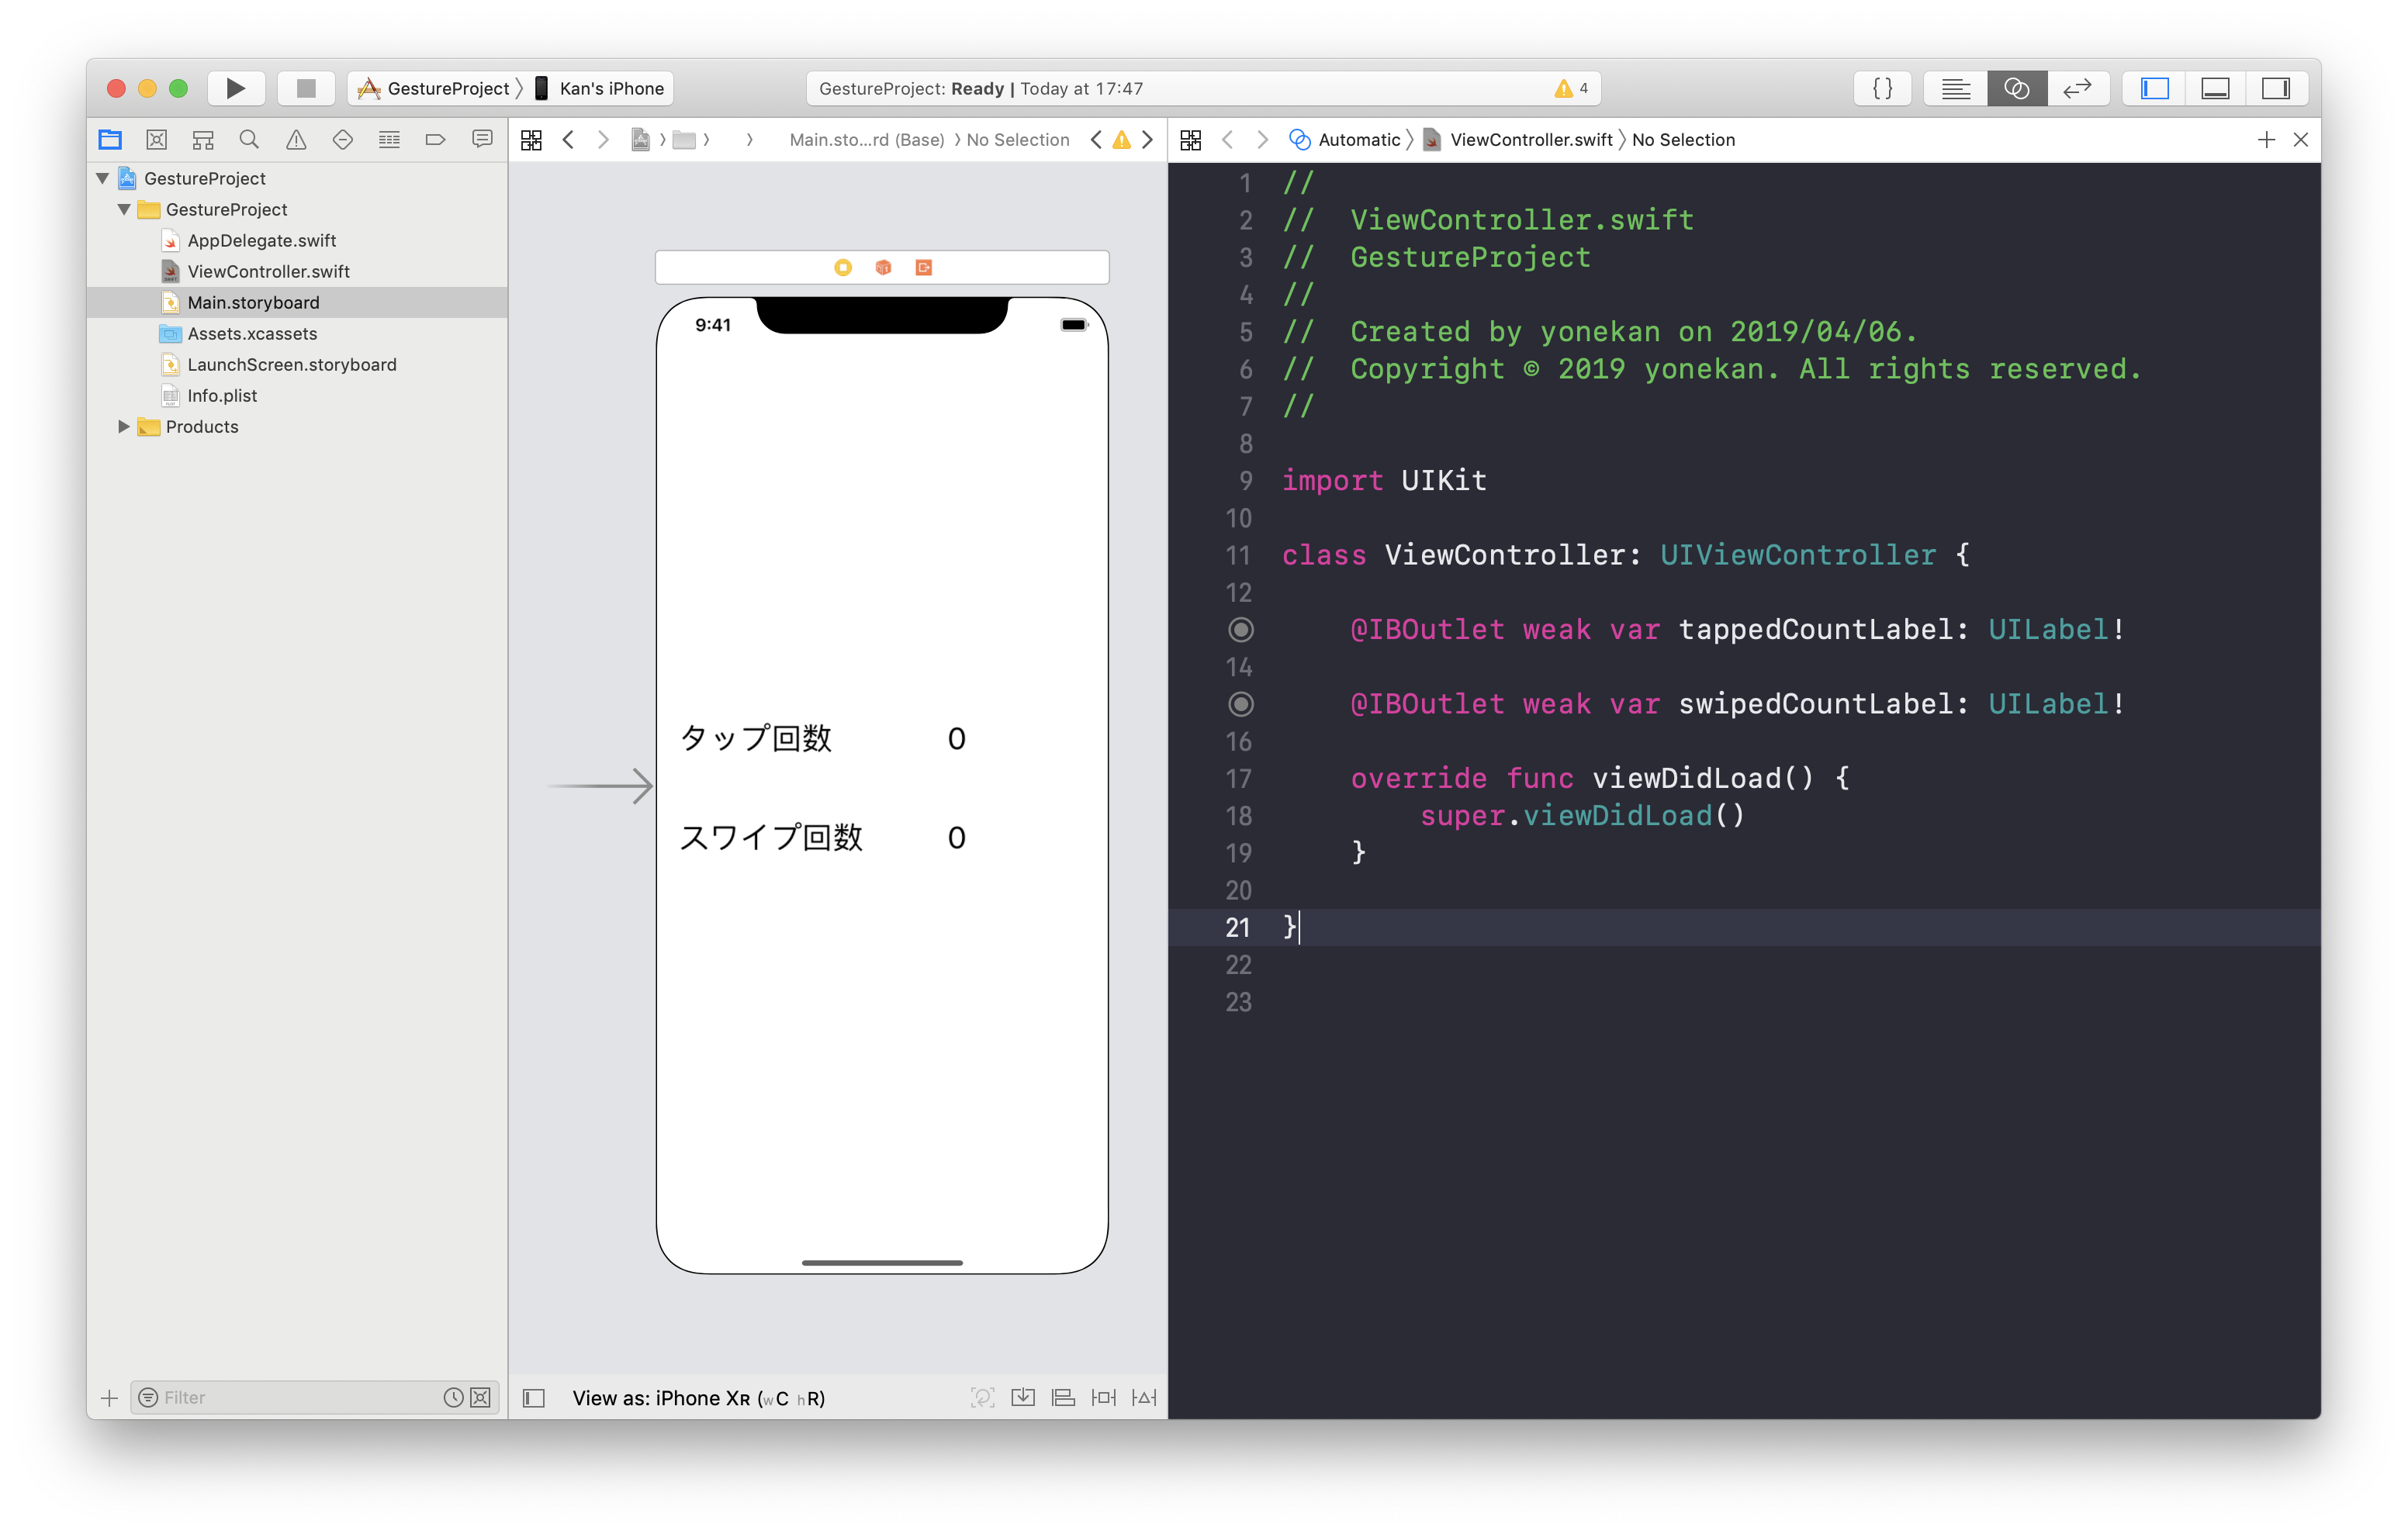 GestureProject 〉 Kan's iPhone
GestureProject: Ready | Today at 17:47
4
{ }
Main.sto...rd (Base) 〉 No Selection
Automatic 〉 ViewController.swift 〉 No Selection
GestureProject
GestureProject
AppDelegate.swift
ViewController.swift
Main.storyboard
Assets.xcassets
LaunchScreen.storyboard
Info.plist
Products
Filter
9:41
タップ回数 0
スワイプ回数 0
View as: iPhone XR (wC hR)
1 //
2 //  ViewController.swift
3 //  GestureProject
4 //
5 //  Created by yonekan on 2019/04/06.
6 //  Copyright © 2019 yonekan. All rights reserved.
7 //
8
9 import UIKit
10
11 class ViewController: UIViewController {
12
@IBOutlet weak var tappedCountLabel: UILabel!
14
@IBOutlet weak var swipedCountLabel: UILabel!
16
17 override func viewDidLoad() {
18 super.viewDidLoad()
19 }
20
21 }
22
23